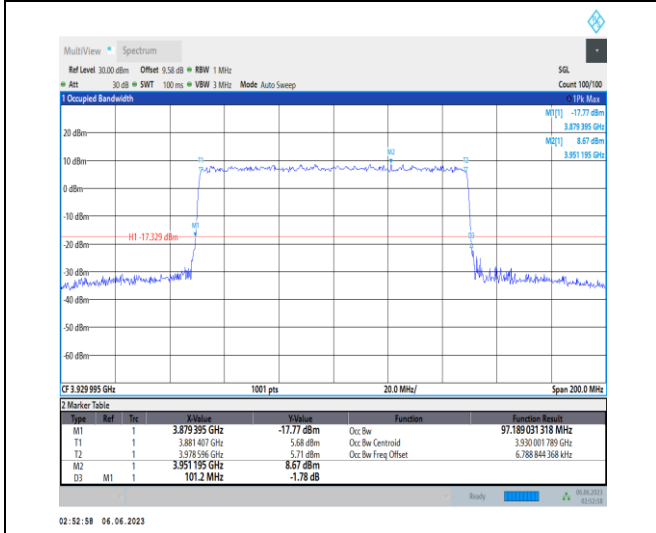 MultiView Spectrum
Ref Level 30.00 dBm Offset 9.58 dB RBW 1 MHz SGL
Att 30 dB SWT 100 ms VBW 3 MHz Mode Auto Sweep Count 100/100
1 Occupied Bandwidth 1Pk Max
M1[1] -17.77 dBm
3.879 395 GHz
M2[1] 8.67 dBm
3.951 195 GHz
20 dBm
M2
T1 T2
10 dBm
0 dBm
-10 dBm
M1
H1 -17.329 dBm D3
-20 dBm
-30 dBm
-40 dBm
-50 dBm
-60 dBm
CF 3.929 995 GHz 1001 pts 20.0 MHz/ Span 200.0 MHz
2 Marker Table
Type Ref Trc X-Value Y-Value Function Function Result
M1 1 3.879 395 GHz -17.77 dBm Occ Bw 97.189 031 318 MHz
T1 1 3.881 407 GHz 5.68 dBm Occ Bw Centroid 3.930 001 789 GHz
T2 1 3.978 596 GHz 5.71 dBm Occ Bw Freq Offset 6.788 844 368 kHz
M2 1 3.951 195 GHz 8.67 dBm
D3 M1 1 101.2 MHz -1.78 dB
Ready 06.06.2023
02:52:58
02:52:58 06.06.2023